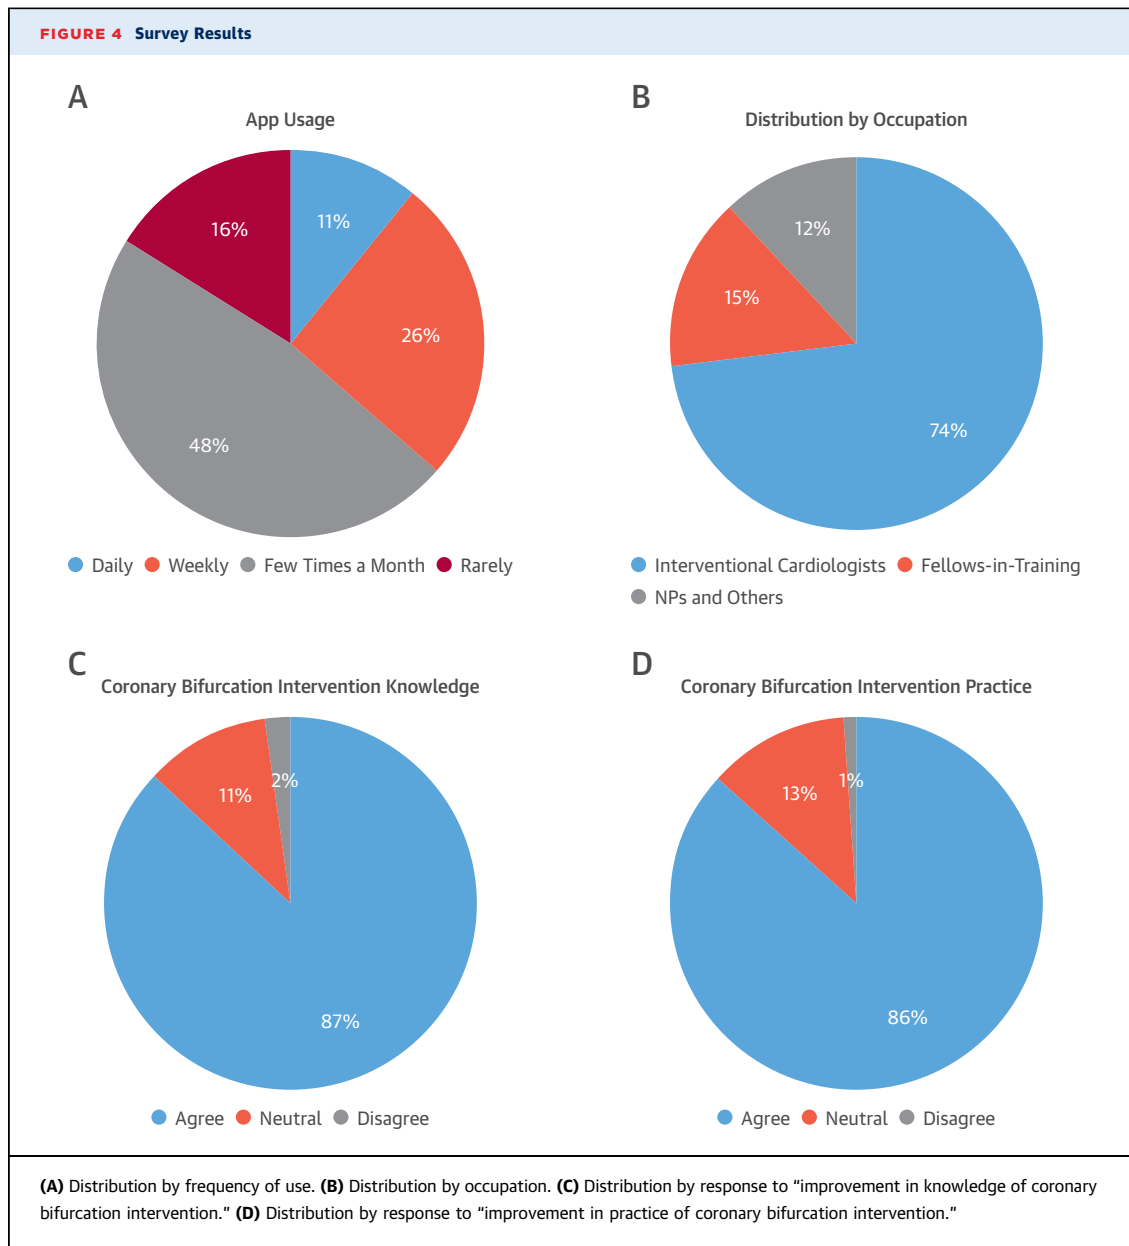 FIGURE 4 Survey Results
A
App Usage
11%
16%
26%
48%
Daily Weekly Few Times a Month Rarely
B
Distribution by Occupation
12%
15%
74%
Interventional Cardiologists Fellows-in-Training
NPs and Others
C
Coronary Bifurcation Intervention Knowledge
2%
11%
87%
Agree Neutral Disagree
D
Coronary Bifurcation Intervention Practice
1%
13%
86%
Agree Neutral Disagree
(A) Distribution by frequency of use. (B) Distribution by occupation. (C) Distribution by response to “improvement in knowledge of coronary
bifurcation intervention.” (D) Distribution by response to “improvement in practice of coronary bifurcation intervention.”